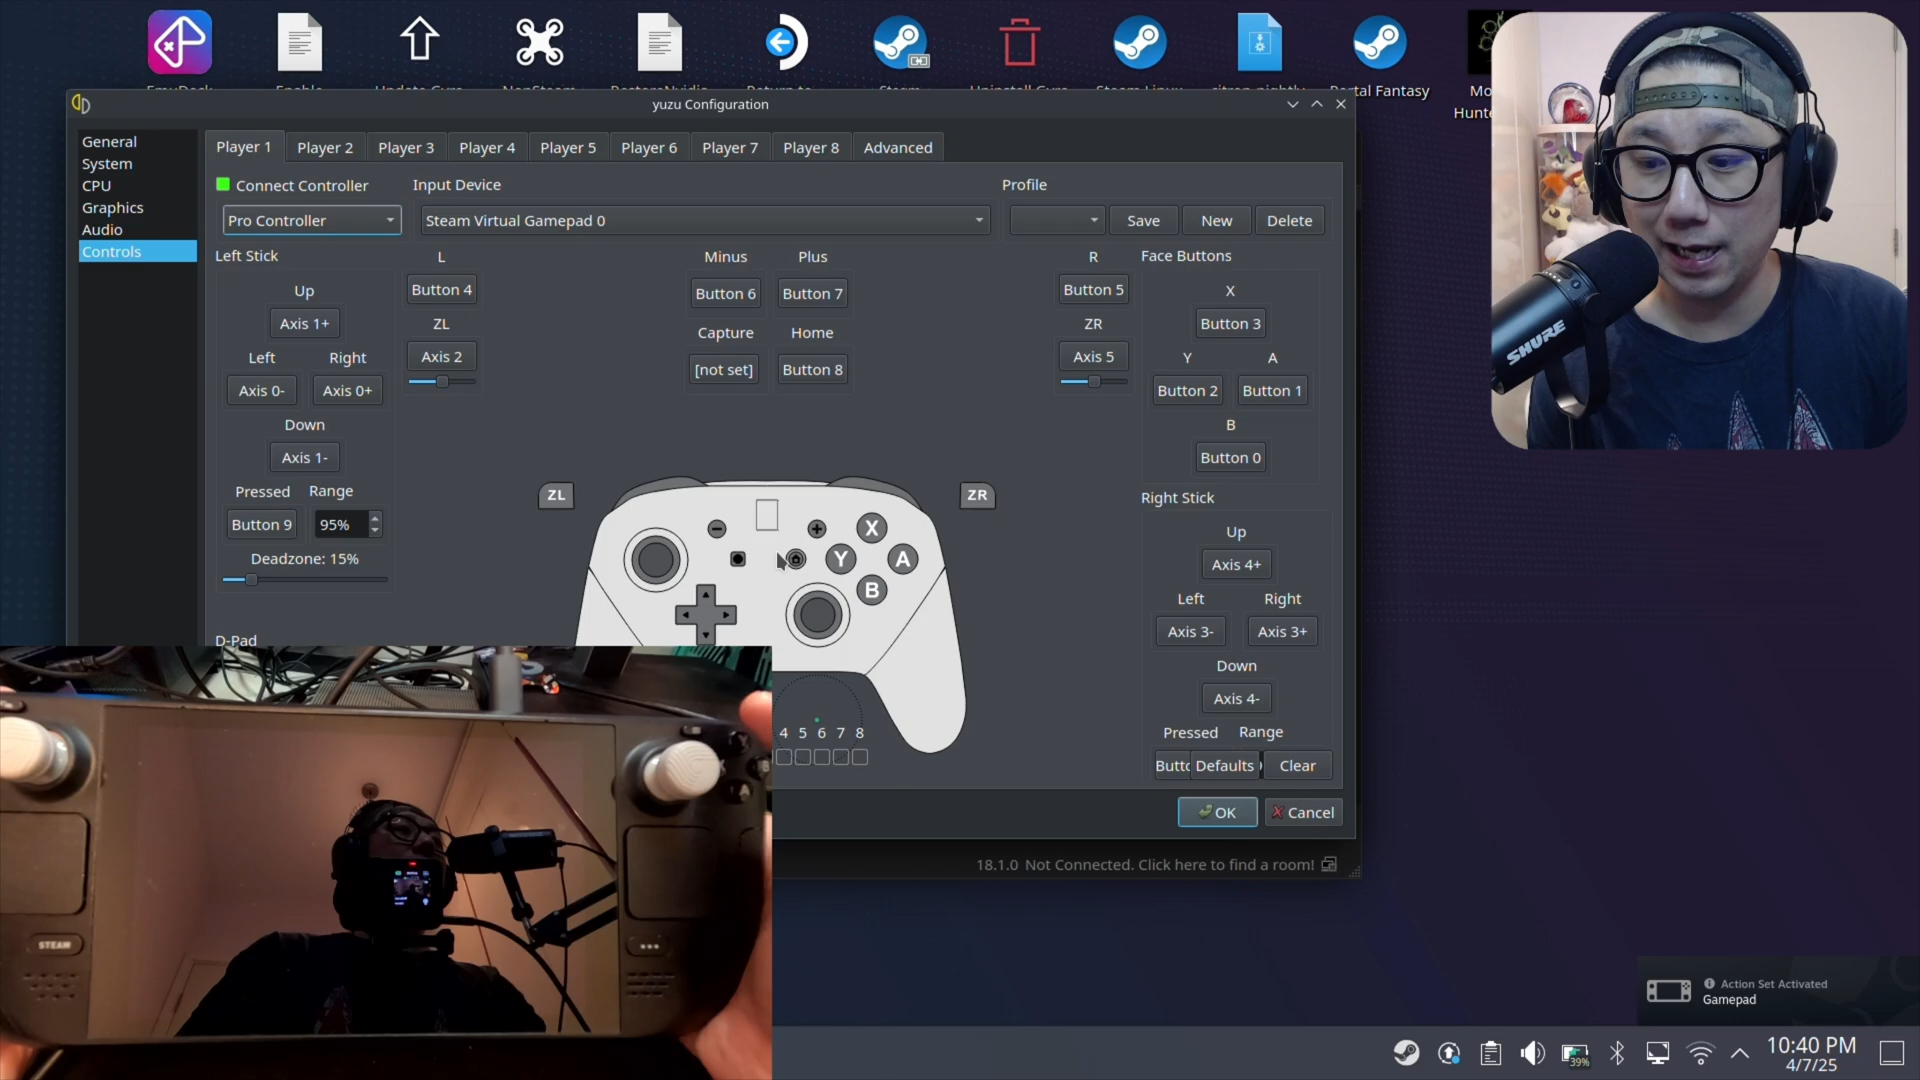 Portal Fantasy
Mo
Hunte
yuzu Configuration
General
System
CPU
Graphics
Audio
Controls
Player 1
Player 2
Player 3
Player 4
Player 5
Player 6
Player 7
Player 8
Advanced
Connect Controller
Input Device
Profile
Pro Controller
Steam Virtual Gamepad 0
Save
New
Delete
Left Stick
L
Minus
Plus
R
Face Buttons
Up
Button 4
Button 6
Button 7
Button 5
X
Axis 1+
ZL
Capture
Home
ZR
Button 3
Left
Right
Axis 2
[not set]
Button 8
Axis 5
Y
A
Axis 0-
Axis 0+
Button 2
Button 1
Down
B
Axis 1-
Button 0
Pressed
Range
ZL
ZR
Right Stick
Button 9
95%
X
Up
Deadzone: 15%
Y
A
Axis 4+
B
Left
Right
Axis 3-
Axis 3+
D-Pad
Down
Axis 4-
Pressed
Range
4 5 6 7 8
Butto
Defaults
Clear
OK
Cancel
18.1.0 Not Connected. Click here to find a room!
SHURE
STEAM
A
Action Set Activated
Gamepad
39%
10:40 PM
4/7/25